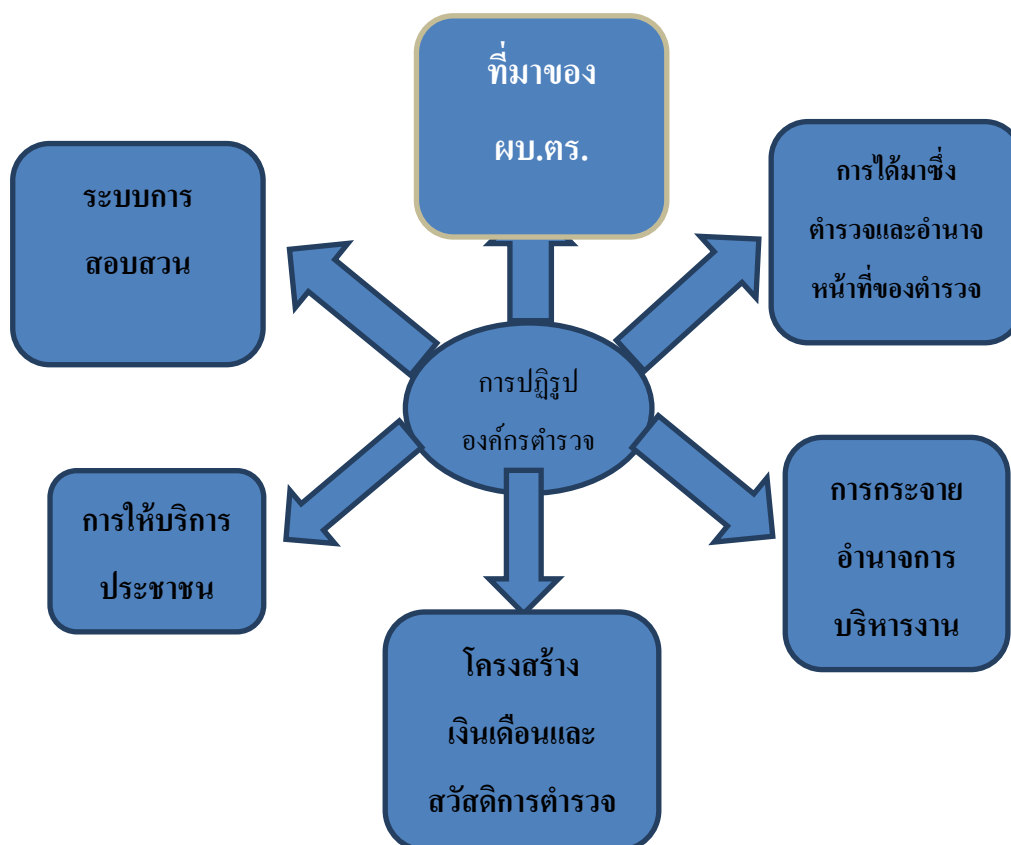 ที่มาของ
ผบ.ตร.
การได้มาซึ่ง
ตำรวจและอำนาจ
หน้าที่ของตำรวจ
ระบบการ
สอบสวน
การปฏิรูป
องค์กรตำรวจ
การให้บริการ
ประชาชน
การกระจาย
อำนาจการ
บริหารงาน
โครงสร้าง
เงินเดือนและ
สวัสดิการตำรวจ